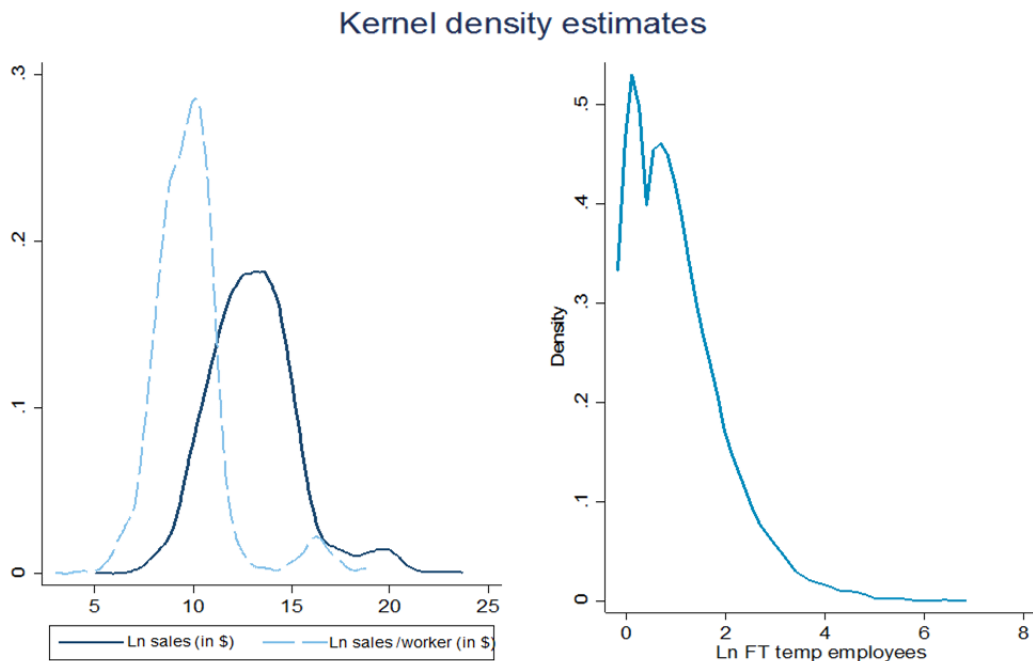 Kernel density estimates
.3
.2
.1
0
5 10 15 20 25
Ln sales (in $) Ln sales/worker (in $)
Density
.5
.4
.3
.2
.1
0
0 2 4 6 8
Ln FT temp employees